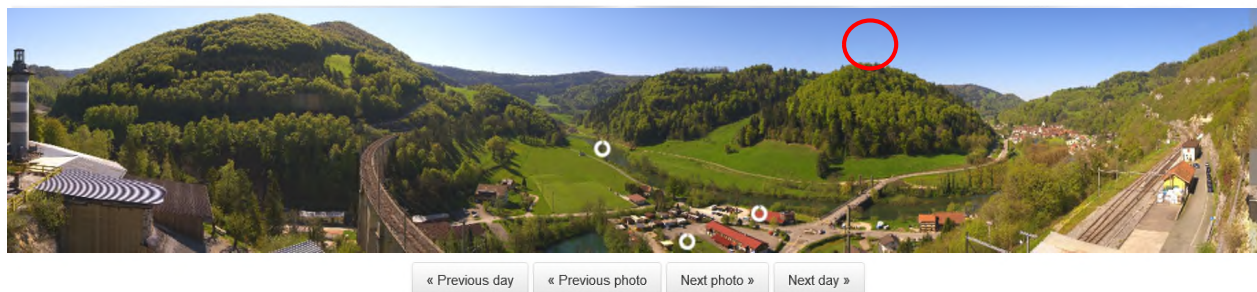 « Previous day
« Previous photo
Next photo »
Next day »